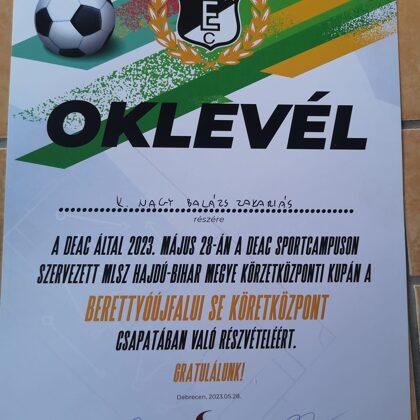 E
C
OKLEVÉL
K. NAGY BALÁZS ZAKARIÁS
részére
A DEAC ÁLTAL 2023. MÁJUS 28-ÁN A DEAC SPORTCAMPUSON
SZERVEZETT MLSZ HAJDÚ-BIHAR MEGYE KÖRZETKÖZPONTI KUPÁN A
BERETTYÓÚJFALUI SE KÖRETKÖZPONT
CSAPATÁBAN VALÓ RÉSZVÉTELÉÉRT.
GRATULÁLUNK!
Debrecen, 2023.05.28.